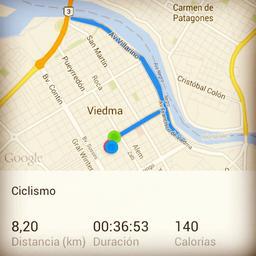 Carmen de
Patagones
3
Av Villarino
San Martin
Pueyrredón
Roca
Bv. Contin
Cristóbal Colón
Viedma
Alem
Gral Winter
Google
Ciclismo
8,20 00:36:53 140
Distancia (km) Duración Calorías